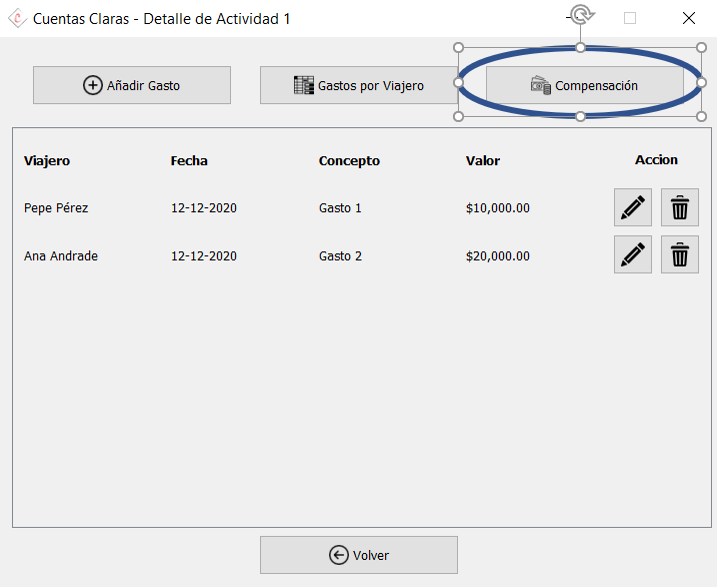 Cuentas Claras - Detalle de Actividad 1
Añadir Gasto Gastos por Viajero Compensación
Viajero Fecha Concepto Valor Accion
Pepe Pérez 12-12-2020 Gasto 1 $10,000.00
Ana Andrade 12-12-2020 Gasto 2 $20,000.00
Volver